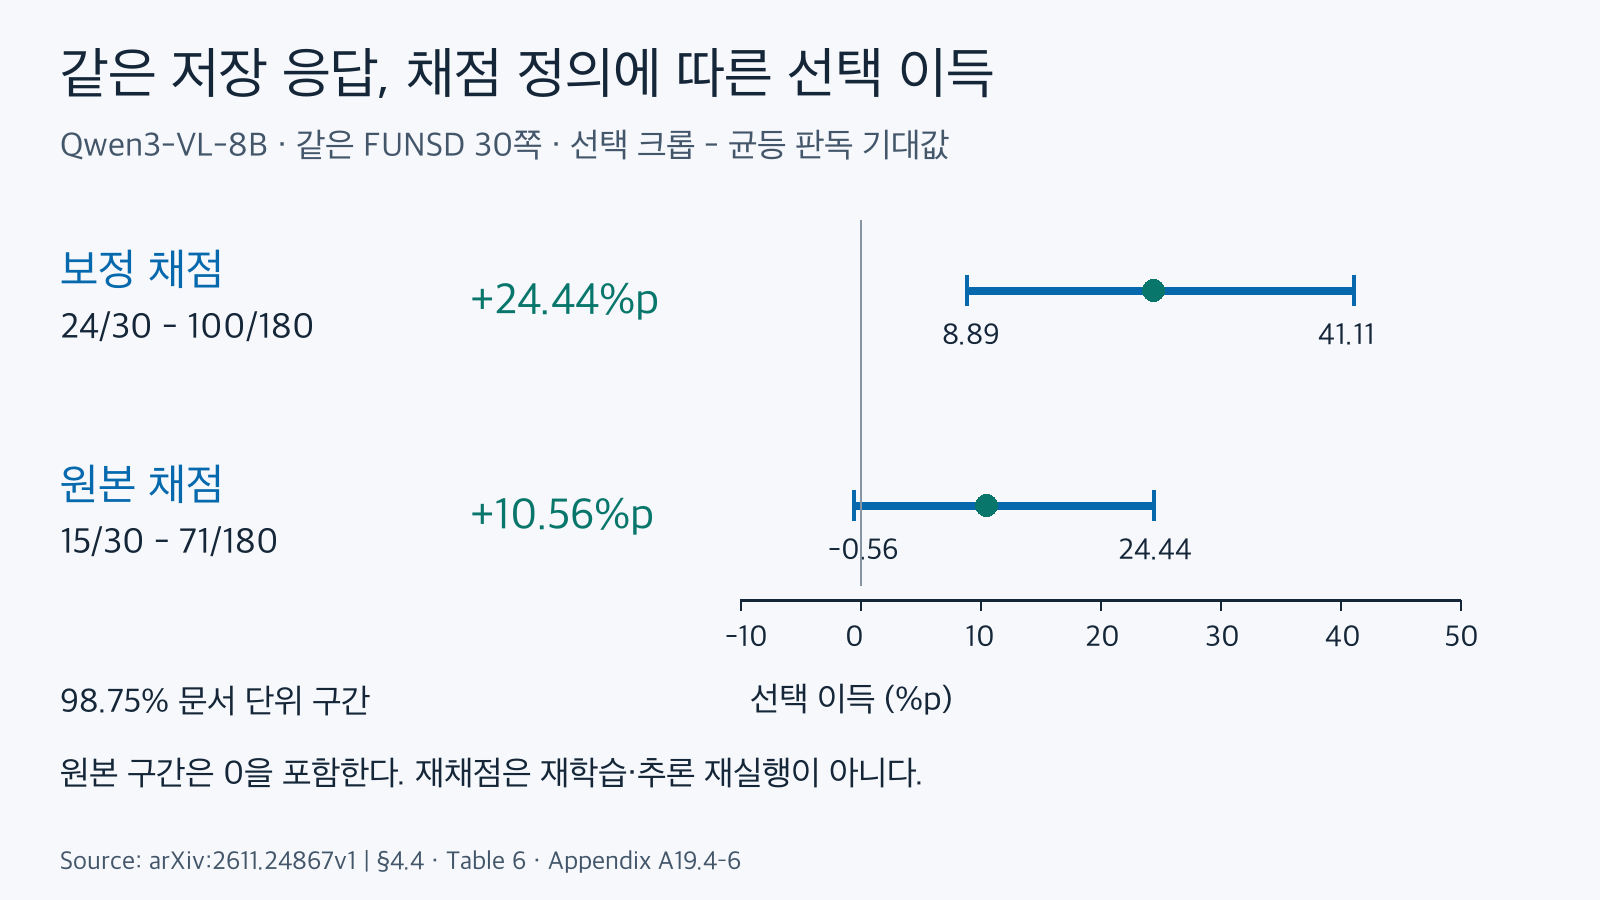 같은 저장 응답, 채점 정의에 따른 선택 이득
Qwen3-VL-8B · 같은 FUNSD 30쪽 · 선택 크롭 - 균등 판독 기대값
보정 채점
24/30 - 100/180
+24.44%p
8.89
41.11
원본 채점
15/30 - 71/180
+10.56%p
-0.56
24.44
-10 0 10 20 30 40 50
98.75% 문서 단위 구간
선택 이득 (%p)
원본 구간은 0을 포함한다. 재채점은 재학습·추론 재실행이 아니다.
Source: arXiv:2611.24867v1 | §4.4 · Table 6 · Appendix A19.4-6